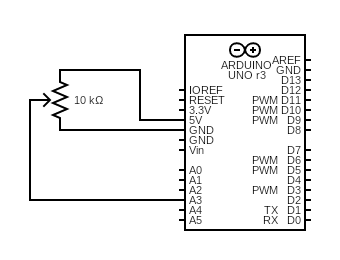 ARDUINO
UNO r3
10 kΩ
IOREF
RESET
3.3V
5V
GND
GND
Vin
A0
A1
A2
A3
A4
A5
AREF
GND
D13
D12
PWM D11
PWM D10
PWM D9
D8
D7
PWM D6
PWM D5
D4
PWM D3
D2
TX D1
RX D0